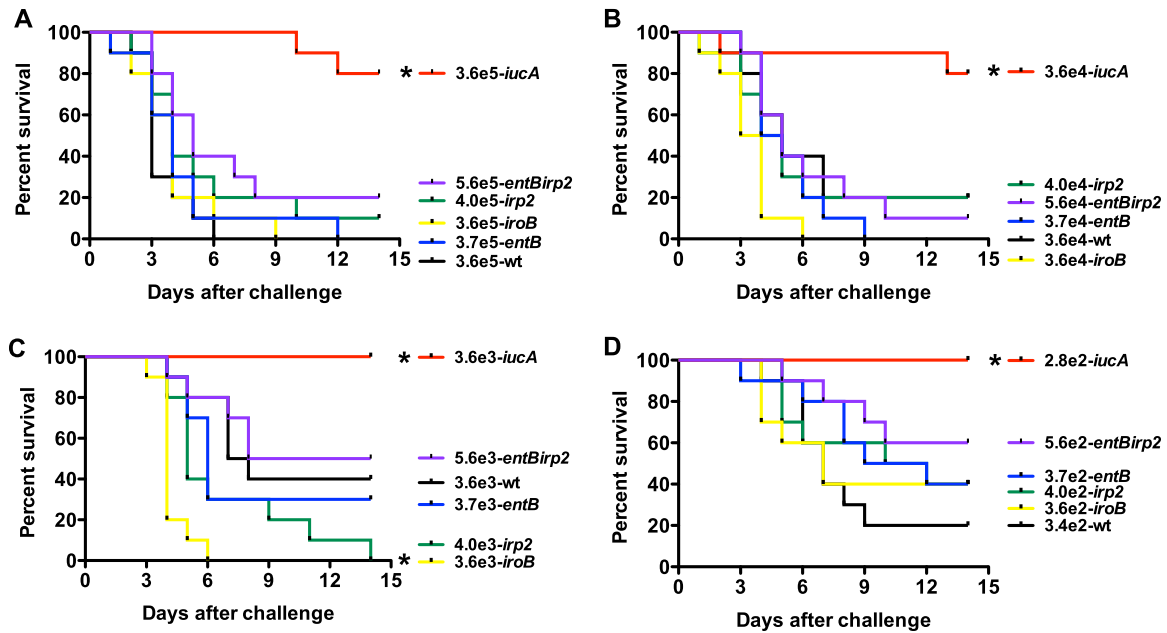 A
100
80
60
40
20
0
Percent survival
0 3 6 9 12 15
Days after challenge
* 3.6e5-iucA
5.6e5-entBirp2
4.0e5-irp2
3.6e5-iroB
3.7e5-entB
3.6e5-wt
B
100
80
60
40
20
0
Percent survival
0 3 6 9 12 15
Days after challenge
* 3.6e4-iucA
4.0e4-irp2
5.6e4-entBirp2
3.7e4-entB
3.6e4-wt
3.6e4-iroB
C
100
80
60
40
20
0
Percent survival
0 3 6 9 12 15
Days after challenge
* 3.6e3-iucA
5.6e3-entBirp2
3.6e3-wt
3.7e3-entB
4.0e3-irp2
* 3.6e3-iroB
D
100
80
60
40
20
0
Percent survival
0 3 6 9 12 15
Days after challenge
* 2.8e2-iucA
5.6e2-entBirp2
3.7e2-entB
4.0e2-irp2
3.6e2-iroB
3.4e2-wt